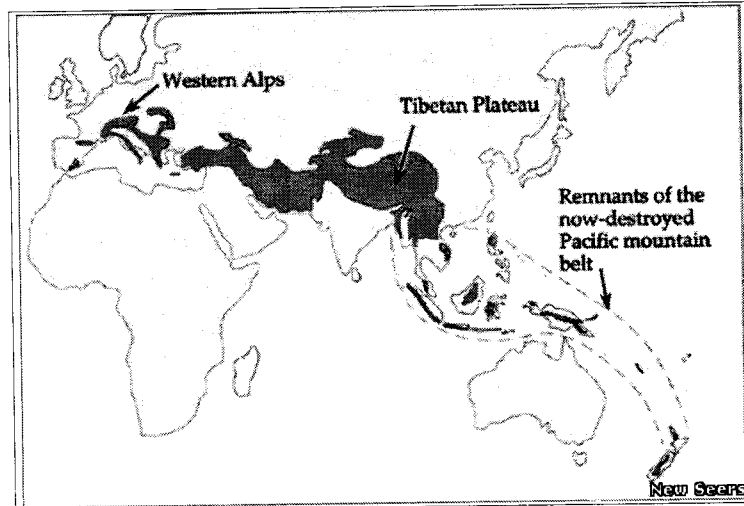 Western Alps
Tibetan Plateau
Remnants of the
now-destroyed
Pacific mountain
belt
New Seers